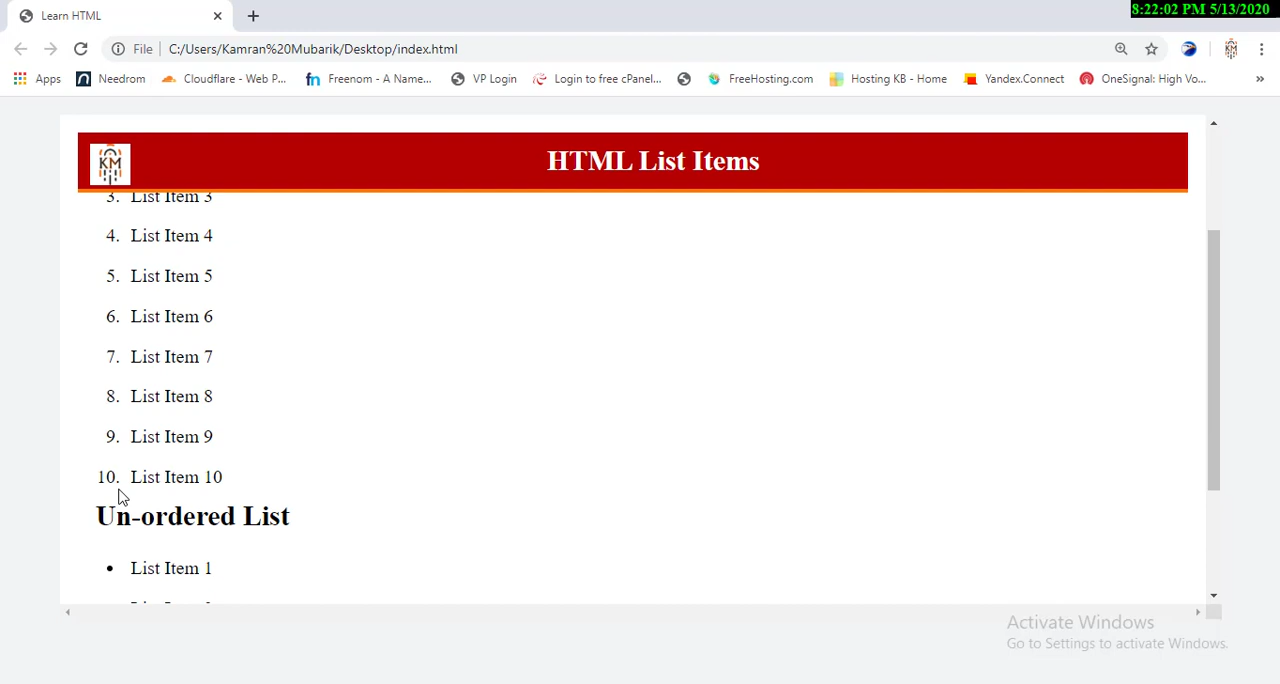 8:22:02 PM 5/13/2020
Learn HTML
File C:/Users/Kamran%20Mubarik/Desktop/index.html
KM
Apps Needrom Cloudflare - Web P... Freenom - A Name... VP Login Login to free cPanel... FreeHosting.com Hosting KB - Home Yandex.Connect OneSignal: High Vo... »
KM HTML List Items
3. List Item 3
4. List Item 4
5. List Item 5
6. List Item 6
7. List Item 7
8. List Item 8
9. List Item 9
10. List Item 10
Un-ordered List
• List Item 1
Activate Windows
Go to Settings to activate Windows.